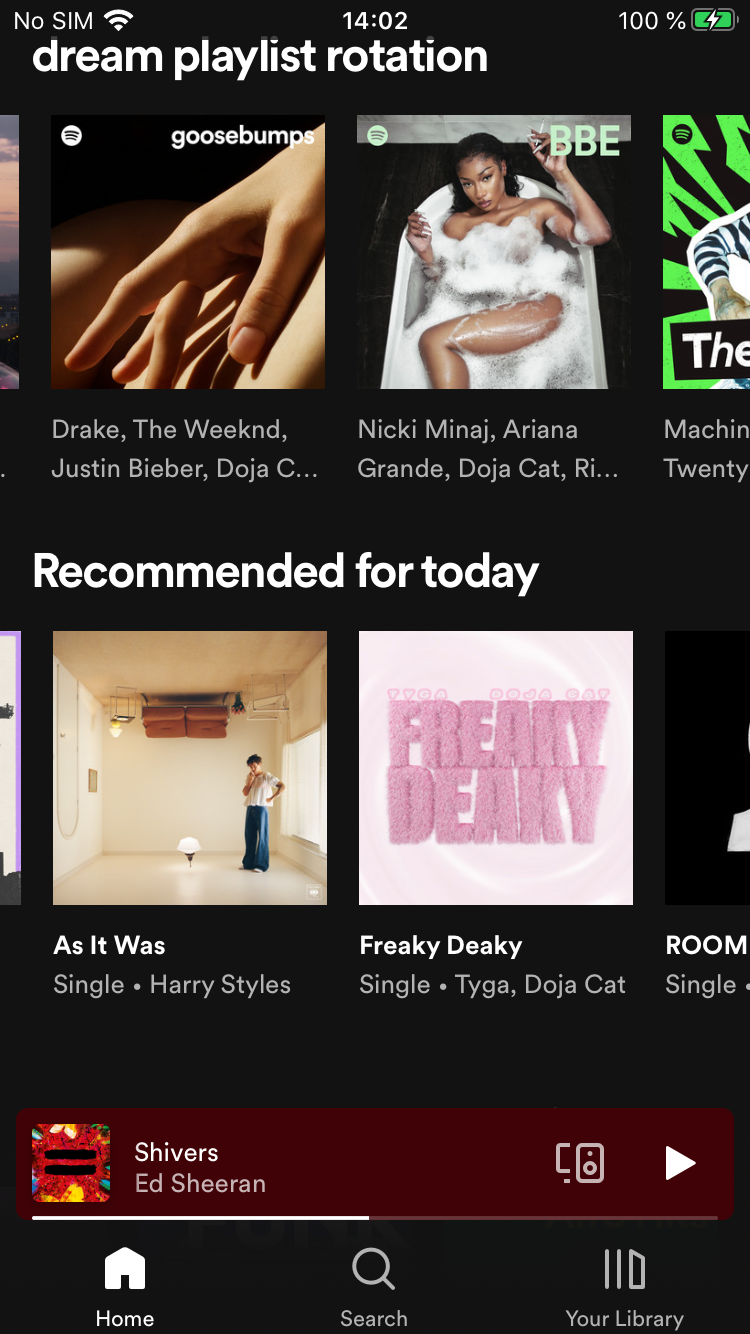 No SIM 14:02 100 %
dream playlist rotation
goosebumps
BBE
The
Drake, The Weeknd,
Justin Bieber, Doja C...
Nicki Minaj, Ariana
Grande, Doja Cat, Ri...
Machin
Twenty
Recommended for today
TYGA DOJA CAT
FREAKY
DEAKY
As It Was
Single • Harry Styles
Freaky Deaky
Single • Tyga, Doja Cat
ROOM
Single •
Shivers
Ed Sheeran
Home
Search
Your Library